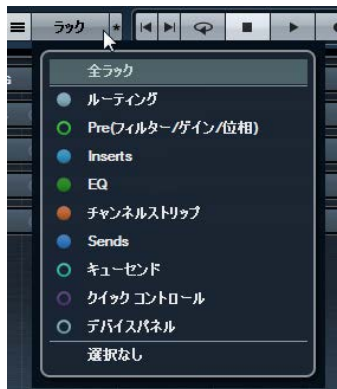 ラック *
全ラック
ルーティング
Pre(フィルター/ゲイン/位相)
Inserts
EQ
チャンネルストリップ
Sends
キューセンド
クイック コントロール
デバイスパネル
選択なし